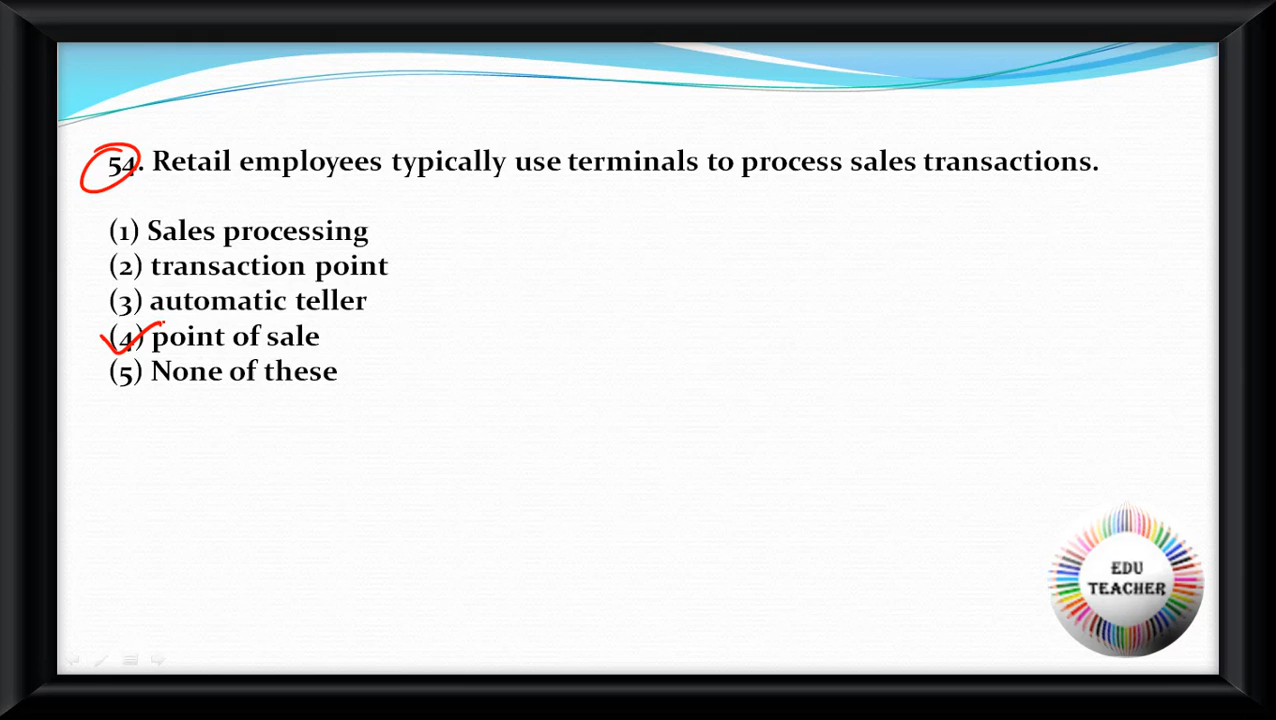 54. Retail employees typically use terminals to process sales transactions.
(1) Sales processing
(2) transaction point
(3) automatic teller
(4) point of sale
(5) None of these
EDU
TEACHER